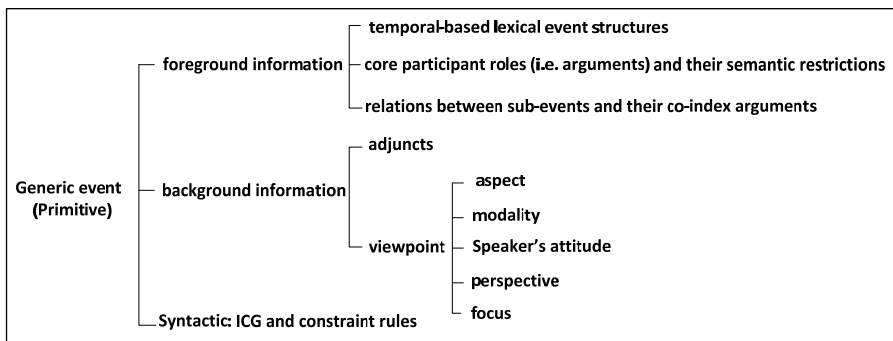 temporal-based lexical event structures
foreground information
core participant roles (i.e. arguments) and their semantic restrictions
relations between sub-events and their co-index arguments
adjuncts
Generic event
(Primitive)
background information
aspect
modality
viewpoint
Speaker's attitude
perspective
focus
Syntactic: ICG and constraint rules